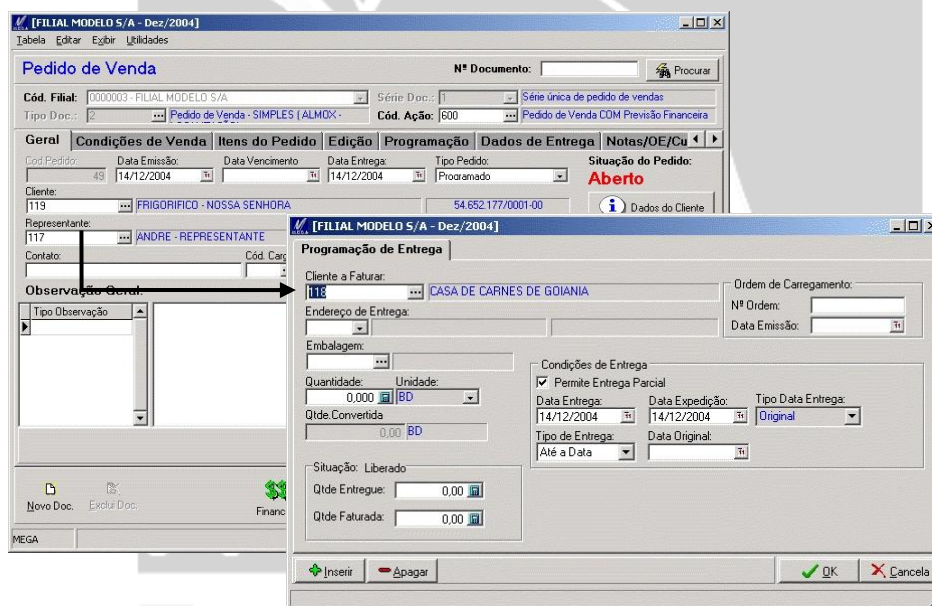 [FILIAL MODELO S/A - Dez/2004]
Tabela Editar Exibir Utilidades
Pedido de Venda
Nº Documento:
Procurar
Cód. Filial: 0000003 - FILIAL MODELO S/A
Série Doc.: 1
Série única de pedido de vendas
Tipo Doc.: 2
Pedido de Venda - SIMPLES ( ALMOX -
Cód. Ação: 600
Pedido de Venda COM Previsão Financeira
Geral Condições de Venda Itens do Pedido Edição Programação Dados de Entrega Notas/OE/Cu
Cod.Pedido: Data Emissão: Data Vencimento Data Entrega: Tipo Pedido: Situação do Pedido:
49 14/12/2004 14/12/2004 Programado Aberto
Cliente:
119 FRIGORIFICO - NOSSA SENHORA 54.652.177/0001-00 Dados do Cliente
Representante:
117 ANDRE - REPRESENTANTE
Contato: Cód. Carg
Observação Geral:
Tipo Observação
Novo Doc. Exclui Doc. Financ
MEGA
[FILIAL MODELO S/A - Dez/2004]
Programação de Entrega
Cliente a Faturar:
118 CASA DE CARNES DE GOIANIA
Endereço de Entrega:
Ordem de Carregamento:
Nº Ordem:
Data Emissão:
Embalagem:
Quantidade: Unidade:
0,000 BD
Qtde.Convertida
0,00 BD
Condições de Entrega
Permite Entrega Parcial
Data Entrega: Data Expedição: Tipo Data Entrega:
14/12/2004 14/12/2004 Original
Tipo de Entrega: Data Original:
Até a Data
Situação: Liberado
Qtde Entregue: 0,00
Qtde Faturada: 0,00
Inserir Apagar OK Cancela